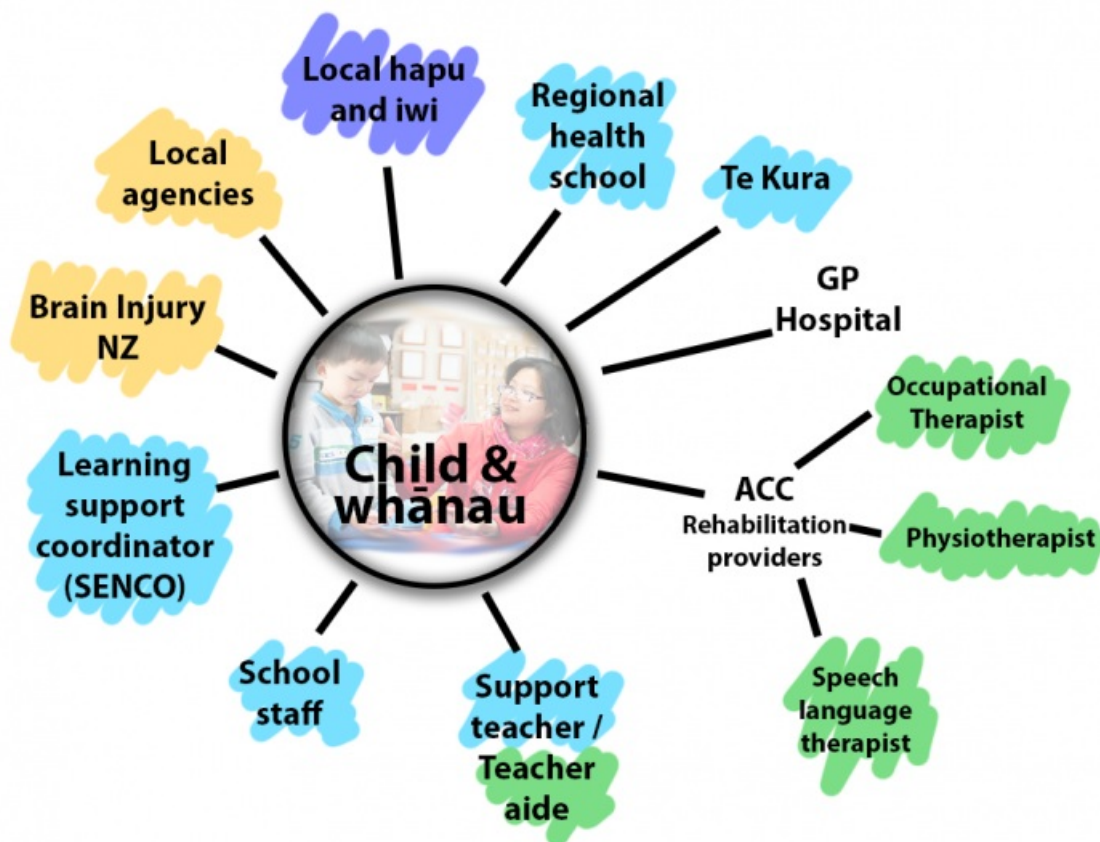 Local hapu
and iwi
Regional
health
school
Te Kura
Local
agencies
GP
Hospital
Brain Injury
NZ
Occupational
Therapist
Child &
whānau
Learning
support
coordinator
(SENCO)
ACC
Rehabilitation
providers
Physiotherapist
School
staff
Support
teacher /
Teacher
aide
Speech
language
therapist